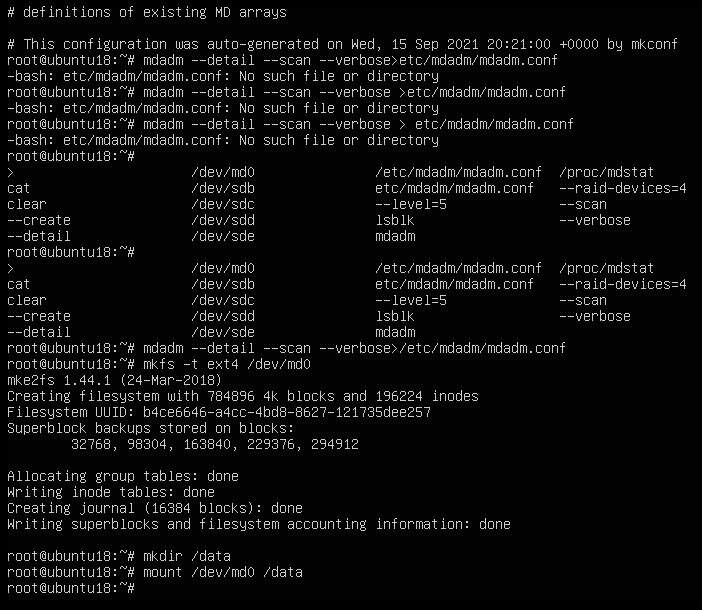 # definitions of existing MD arrays

# This configuration was auto-generated on Wed, 15 Sep 2021 20:21:00 +0000 by mkconf
root@ubuntu18:~# mdadm --detail --scan --verbose>etc/mdadm/mdadm.conf
-bash: etc/mdadm/mdadm.conf: No such file or directory
root@ubuntu18:~# mdadm --detail --scan --verbose >etc/mdadm/mdadm.conf
-bash: etc/mdadm/mdadm.conf: No such file or directory
root@ubuntu18:~# mdadm --detail --scan --verbose > etc/mdadm/mdadm.conf
-bash: etc/mdadm/mdadm.conf: No such file or directory
root@ubuntu18:~#
>                      /dev/md0               /etc/mdadm/mdadm.conf  /proc/mdstat
cat                    /dev/sdb               etc/mdadm/mdadm.conf   --raid-devices=4
clear                  /dev/sdc               --level=5              --scan
--create               /dev/sdd               lsblk                  --verbose
--detail               /dev/sde               mdadm
root@ubuntu18:~#
>                      /dev/md0               /etc/mdadm/mdadm.conf  /proc/mdstat
cat                    /dev/sdb               etc/mdadm/mdadm.conf   --raid-devices=4
clear                  /dev/sdc               --level=5              --scan
--create               /dev/sdd               lsblk                  --verbose
--detail               /dev/sde               mdadm
root@ubuntu18:~# mdadm --detail --scan --verbose>/etc/mdadm/mdadm.conf
root@ubuntu18:~# mkfs -t ext4 /dev/md0
mke2fs 1.44.1 (24-Mar-2018)
Creating filesystem with 784896 4k blocks and 196224 inodes
Filesystem UUID: b4ce6646-a4cc-4bd8-8627-121735dee257
Superblock backups stored on blocks:
        32768, 98304, 163840, 229376, 294912

Allocating group tables: done
Writing inode tables: done
Creating journal (16384 blocks): done
Writing superblocks and filesystem accounting information: done

root@ubuntu18:~# mkdir /data
root@ubuntu18:~# mount /dev/md0 /data
root@ubuntu18:~#